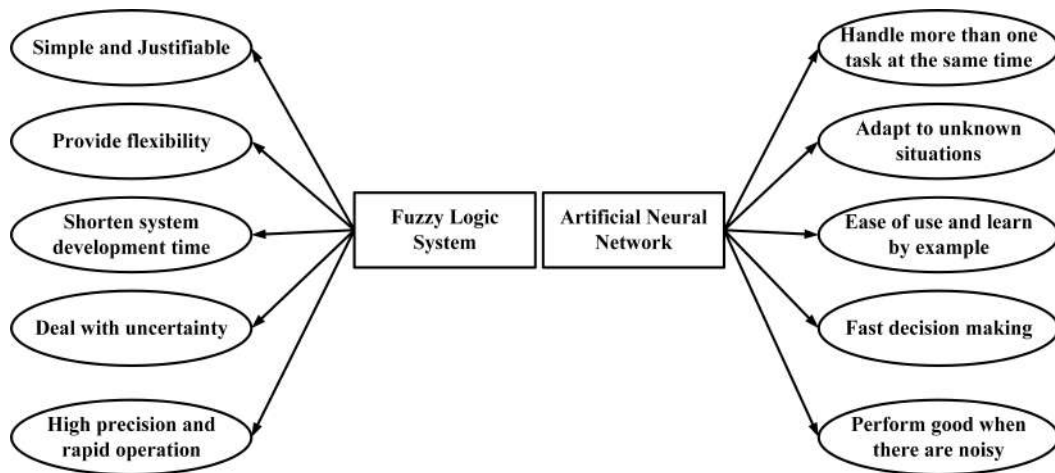 Simple and Justifiable
Provide flexibility
Shorten system
development time
Deal with uncertainty
High precision and
rapid operation
Fuzzy Logic
System
Artificial Neural
Network
Handle more than one
task at the same time
Adapt to unknown
situations
Ease of use and learn
by example
Fast decision making
Perform good when
there are noisy